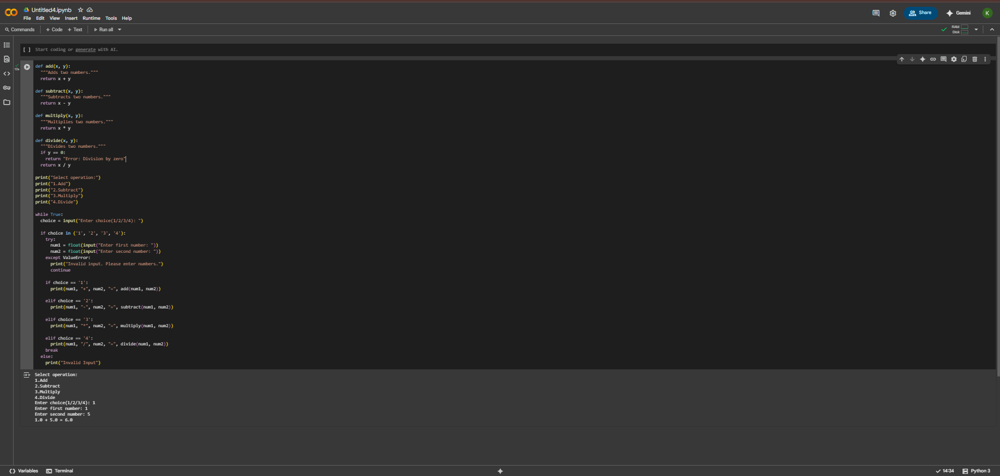 Untitled4.ipynb
File Edit View Insert Runtime Tools Help
Share
Gemini
K
Commands + Code + Text Run all
RAM
Disk
[ ] Start coding or generate with AI.
12s
def add(x, y):
"""Adds two numbers."""
return x + y
def subtract(x, y):
"""Subtracts two numbers."""
return x - y
def multiply(x, y):
"""Multiplies two numbers."""
return x * y
def divide(x, y):
"""Divides two numbers."""
if y == 0:
return "Error: Division by zero"
return x / y
print("Select operation:")
print("1.Add")
print("2.Subtract")
print("3.Multiply")
print("4.Divide")
while True:
choice = input("Enter choice(1/2/3/4): ")
if choice in ('1', '2', '3', '4'):
try:
num1 = float(input("Enter first number: "))
num2 = float(input("Enter second number: "))
except ValueError:
print("Invalid input. Please enter numbers.")
continue
if choice == '1':
print(num1, "+", num2, "=", add(num1, num2))
elif choice == '2':
print(num1, "-", num2, "=", subtract(num1, num2))
elif choice == '3':
print(num1, "*", num2, "=", multiply(num1, num2))
elif choice == '4':
print(num1, "/", num2, "=", divide(num1, num2))
break
else:
print("Invalid Input")
Select operation:
1.Add
2.Subtract
3.Multiply
4.Divide
Enter choice(1/2/3/4): 1
Enter first number: 1
Enter second number: 5
1.0 + 5.0 = 6.0
Variables Terminal
14:34 Python 3